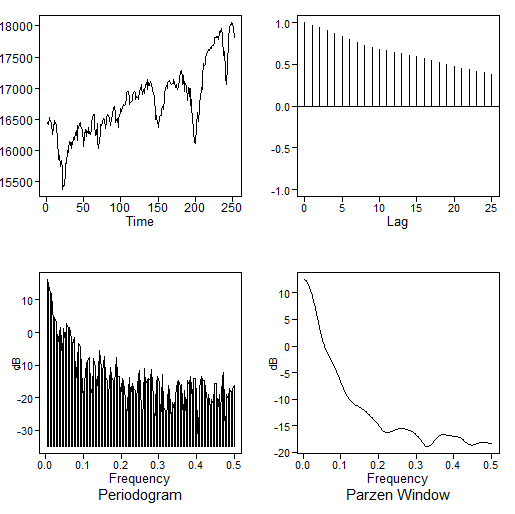 18000
17500
17000
16500
16000
15500
0 50 100 150 200 250
Time
1.0
0.5
0.0
-0.5
-1.0
0 5 10 15 20 25
Lag
10
0
-10
-20
-30
dB
0.0 0.1 0.2 0.3 0.4 0.5
Frequency
Periodogram
10
5
0
-5
-10
-15
-20
dB
0.0 0.1 0.2 0.3 0.4 0.5
Frequency
Parzen Window